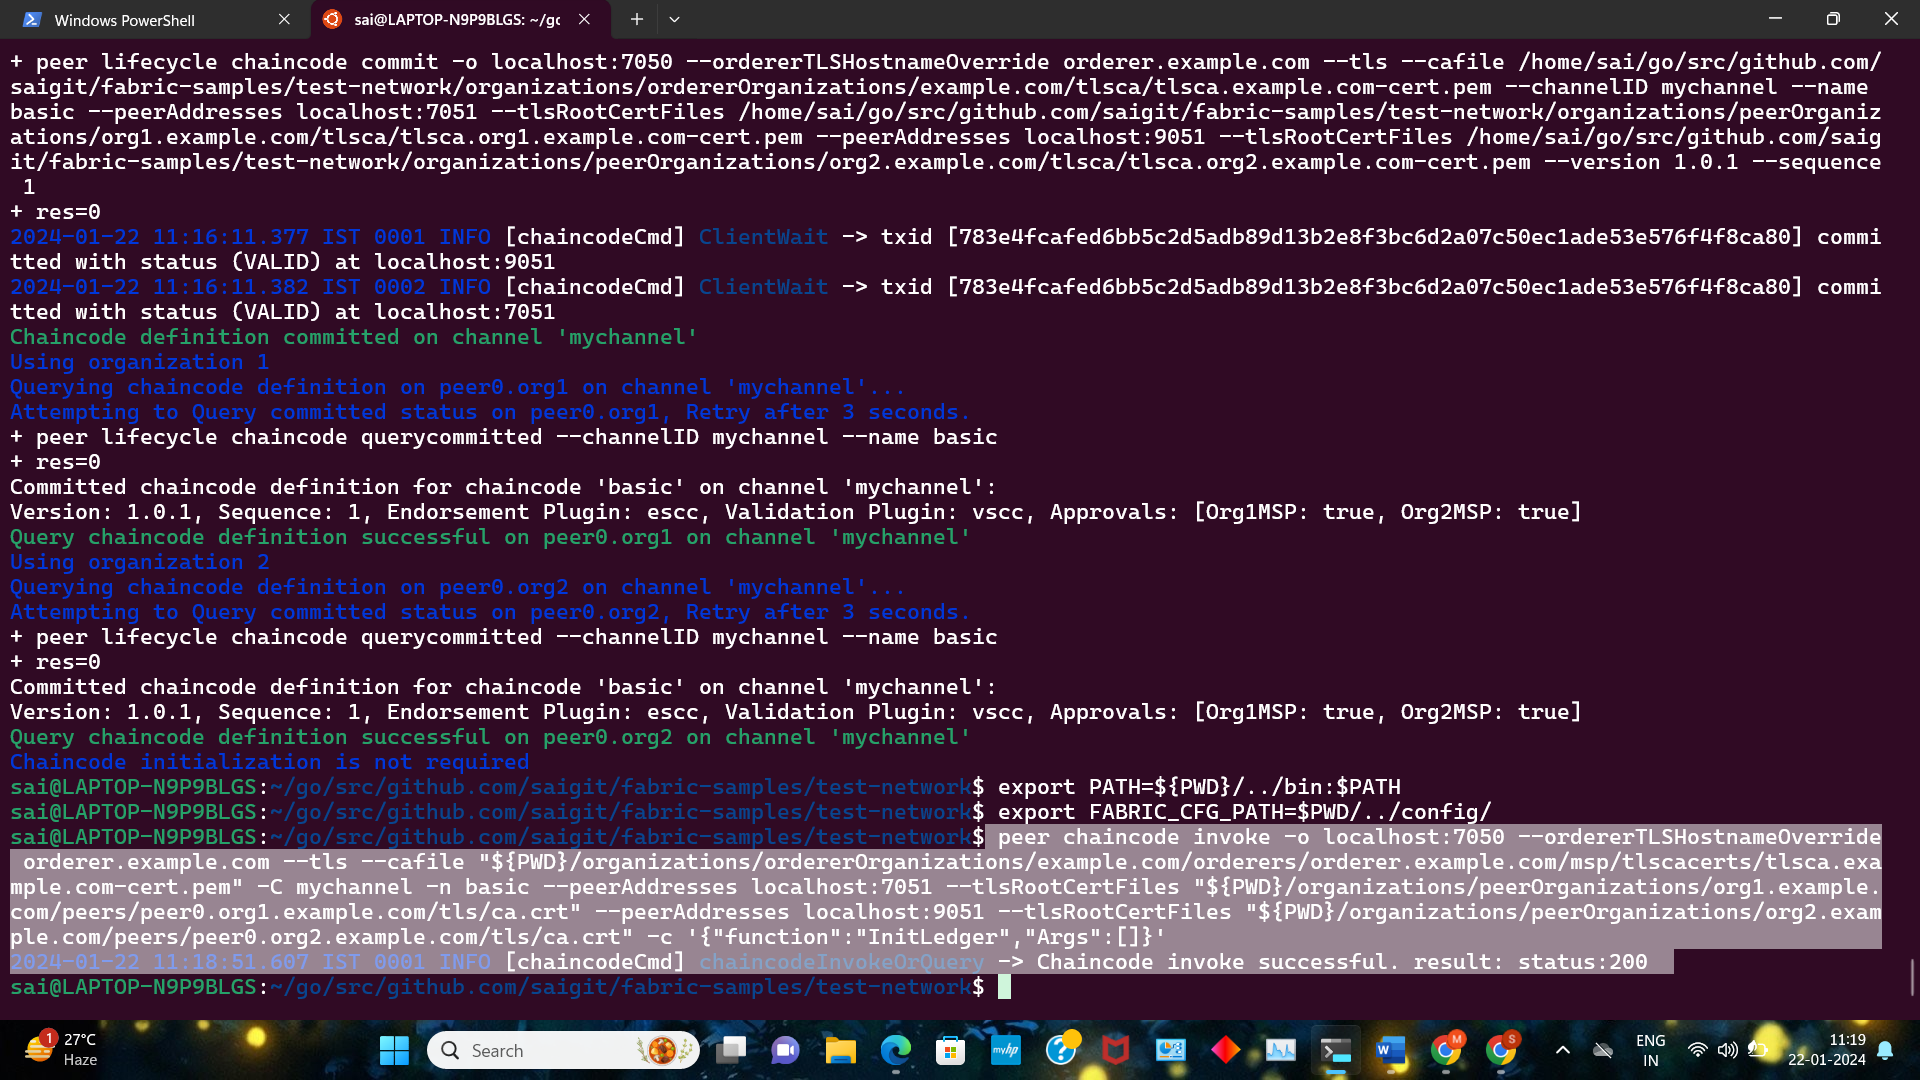 Windows PowerShell
sai@LAPTOP-N9P9BLGS: ~/go
+ peer lifecycle chaincode commit -o localhost:7050 --ordererTLSHostnameOverride orderer.example.com --tls --cafile /home/sai/go/src/github.com/
saigit/fabric-samples/test-network/organizations/ordererOrganizations/example.com/tlsca/tlsca.example.com-cert.pem --channelID mychannel --name
basic --peerAddresses localhost:7051 --tlsRootCertFiles /home/sai/go/src/github.com/saigit/fabric-samples/test-network/organizations/peerOrganiz
ations/org1.example.com/tlsca/tlsca.org1.example.com-cert.pem --peerAddresses localhost:9051 --tlsRootCertFiles /home/sai/go/src/github.com/saig
it/fabric-samples/test-network/organizations/peerOrganizations/org2.example.com/tlsca/tlsca.org2.example.com-cert.pem --version 1.0.1 --sequence
1
+ res=0
2024-01-22 11:16:11.377 IST 0001 INFO [chaincodeCmd] ClientWait -> txid [783e4fcafed6bb5c2d5adb89d13b2e8f3bc6d2a07c50ec1ade53e576f4f8ca80] commi
tted with status (VALID) at localhost:9051
2024-01-22 11:16:11.382 IST 0002 INFO [chaincodeCmd] ClientWait -> txid [783e4fcafed6bb5c2d5adb89d13b2e8f3bc6d2a07c50ec1ade53e576f4f8ca80] commi
tted with status (VALID) at localhost:7051
Chaincode definition committed on channel 'mychannel'
Using organization 1
Querying chaincode definition on peer0.org1 on channel 'mychannel'...
Attempting to Query committed status on peer0.org1, Retry after 3 seconds.
+ peer lifecycle chaincode querycommitted --channelID mychannel --name basic
+ res=0
Committed chaincode definition for chaincode 'basic' on channel 'mychannel':
Version: 1.0.1, Sequence: 1, Endorsement Plugin: escc, Validation Plugin: vscc, Approvals: [Org1MSP: true, Org2MSP: true]
Query chaincode definition successful on peer0.org1 on channel 'mychannel'
Using organization 2
Querying chaincode definition on peer0.org2 on channel 'mychannel'...
Attempting to Query committed status on peer0.org2, Retry after 3 seconds.
+ peer lifecycle chaincode querycommitted --channelID mychannel --name basic
+ res=0
Committed chaincode definition for chaincode 'basic' on channel 'mychannel':
Version: 1.0.1, Sequence: 1, Endorsement Plugin: escc, Validation Plugin: vscc, Approvals: [Org1MSP: true, Org2MSP: true]
Query chaincode definition successful on peer0.org2 on channel 'mychannel'
Chaincode initialization is not required
sai@LAPTOP-N9P9BLGS:~/go/src/github.com/saigit/fabric-samples/test-network$ export PATH=${PWD}/../bin:$PATH
sai@LAPTOP-N9P9BLGS:~/go/src/github.com/saigit/fabric-samples/test-network$ export FABRIC_CFG_PATH=$PWD/../config/
sai@LAPTOP-N9P9BLGS:~/go/src/github.com/saigit/fabric-samples/test-network$ peer chaincode invoke -o localhost:7050 --ordererTLSHostnameOverride
orderer.example.com --tls --cafile "${PWD}/organizations/ordererOrganizations/example.com/orderers/orderer.example.com/msp/tlscacerts/tlsca.exa
mple.com-cert.pem" -C mychannel -n basic --peerAddresses localhost:7051 --tlsRootCertFiles "${PWD}/organizations/peerOrganizations/org1.example.
com/peers/peer0.org1.example.com/tls/ca.crt" --peerAddresses localhost:9051 --tlsRootCertFiles "${PWD}/organizations/peerOrganizations/org2.exam
ple.com/peers/peer0.org2.example.com/tls/ca.crt" -c '{"function":"InitLedger","Args":[]}'
2024-01-22 11:18:51.607 IST 0001 INFO [chaincodeCmd] chaincodeInvokeOrQuery -> Chaincode invoke successful. result: status:200
sai@LAPTOP-N9P9BLGS:~/go/src/github.com/saigit/fabric-samples/test-network$
1
27°C
Haze
Search
myhp
W
M
S
ENG
IN
11:19
22-01-2024